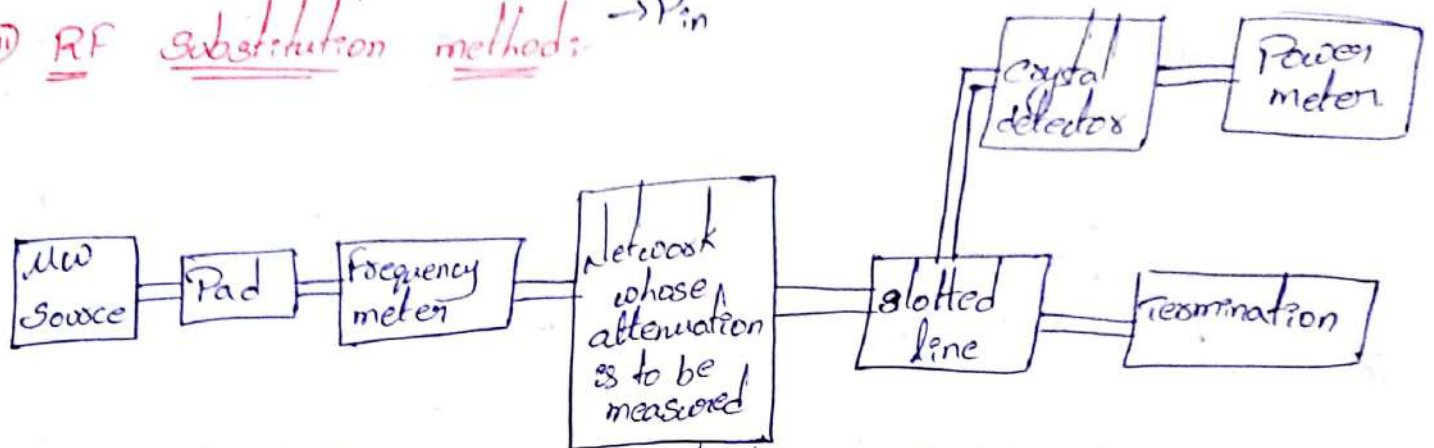 ii) RF substitution method:- → Pin
Crystal
detector
Power
meter
MW
Source
Pad
Frequency
meter
Network
whose
attenuation
is to be
measured
slotted
line
Termination